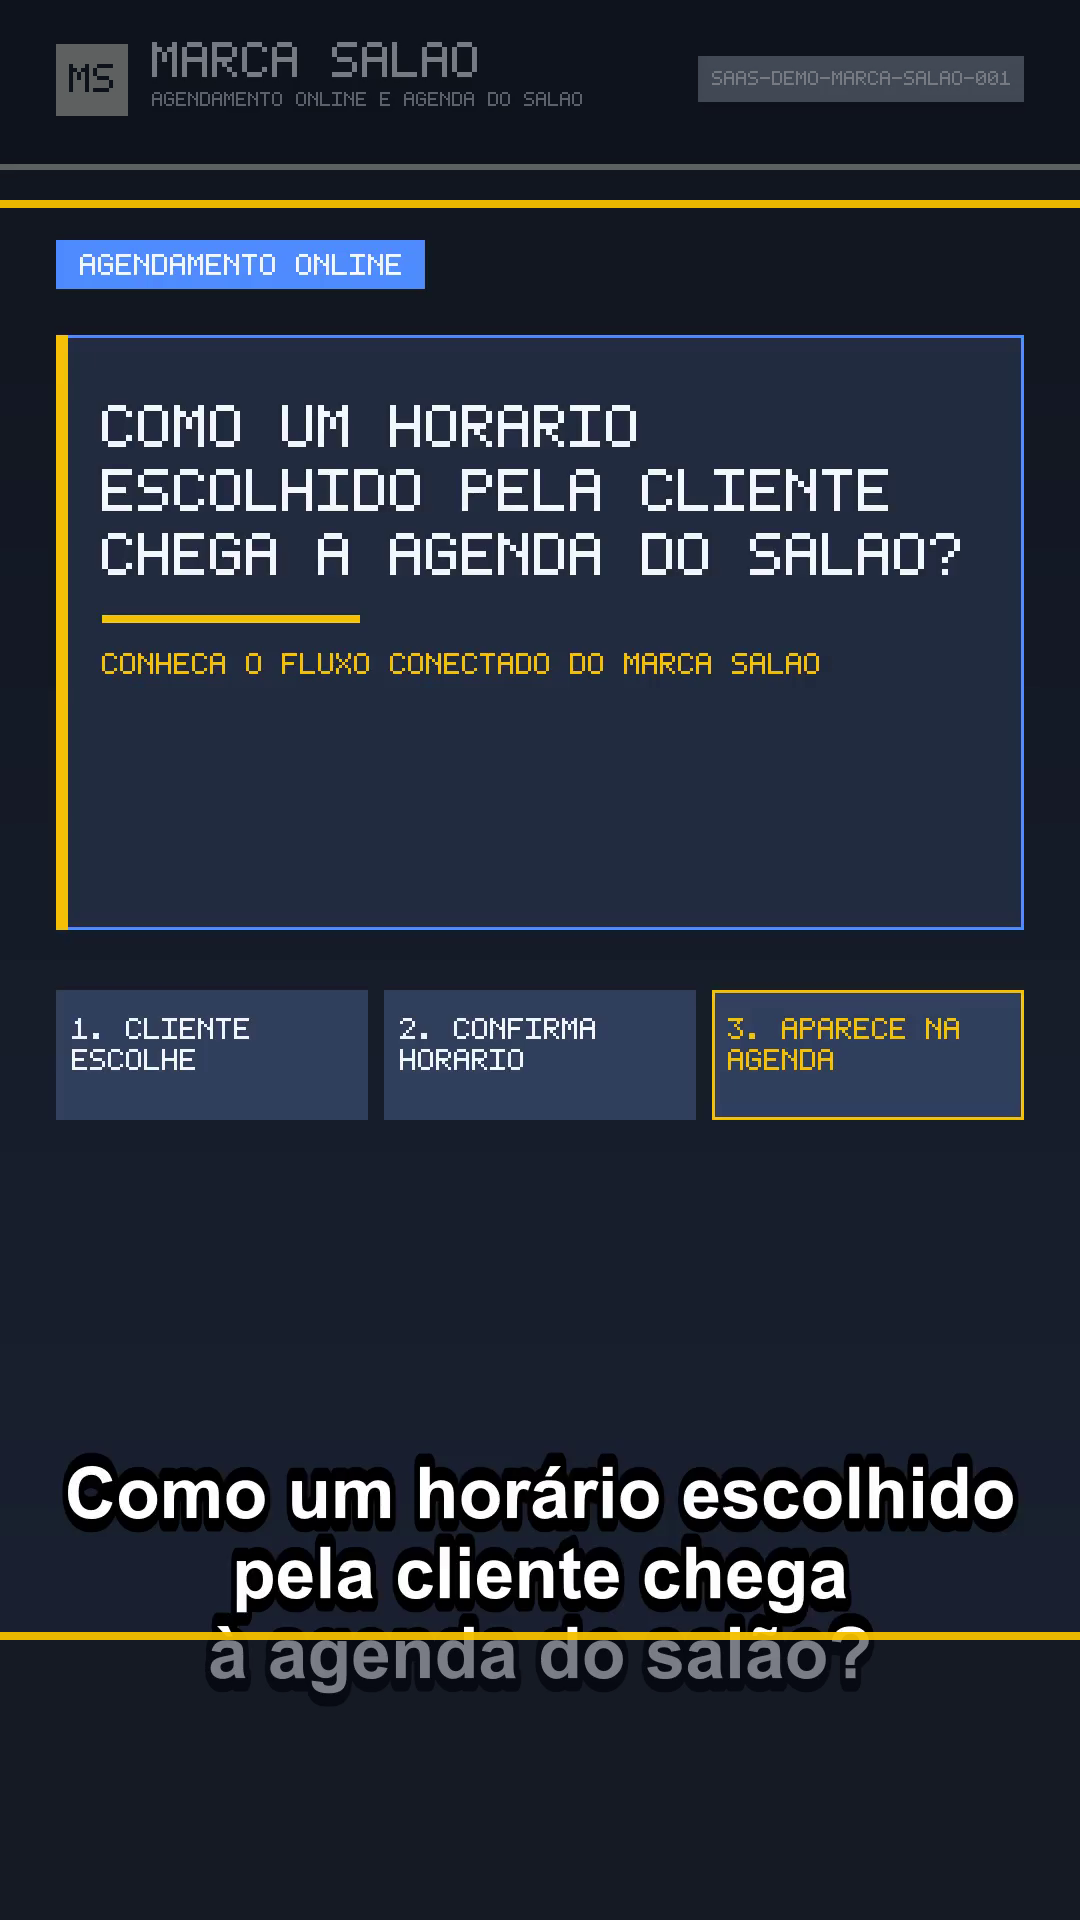 MS
MARCA SALAO
AGENDAMENTO ONLINE E AGENDA DO SALAO
SAAS-DEMO-MARCA-SALAO-001
AGENDAMENTO ONLINE
COMO UM HORARIO
ESCOLHIDO PELA CLIENTE
CHEGA A AGENDA DO SALAO?
CONHECA O FLUXO CONECTADO DO MARCA SALAO
1. CLIENTE
ESCOLHE
2. CONFIRMA
HORARIO
3. APARECE NA
AGENDA
Como um horário escolhido
pela cliente chega
à agenda do salão?